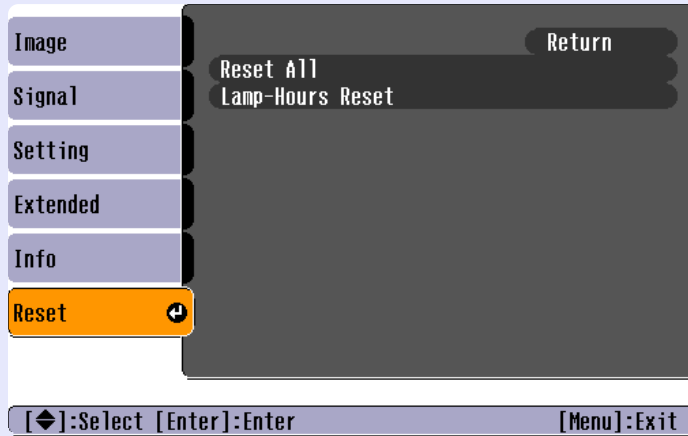 Image
Signal
Setting
Extended
Info
Reset
Return
Reset All
Lamp-Hours Reset
[◆]:Select [Enter]:Enter [Menu]:Exit